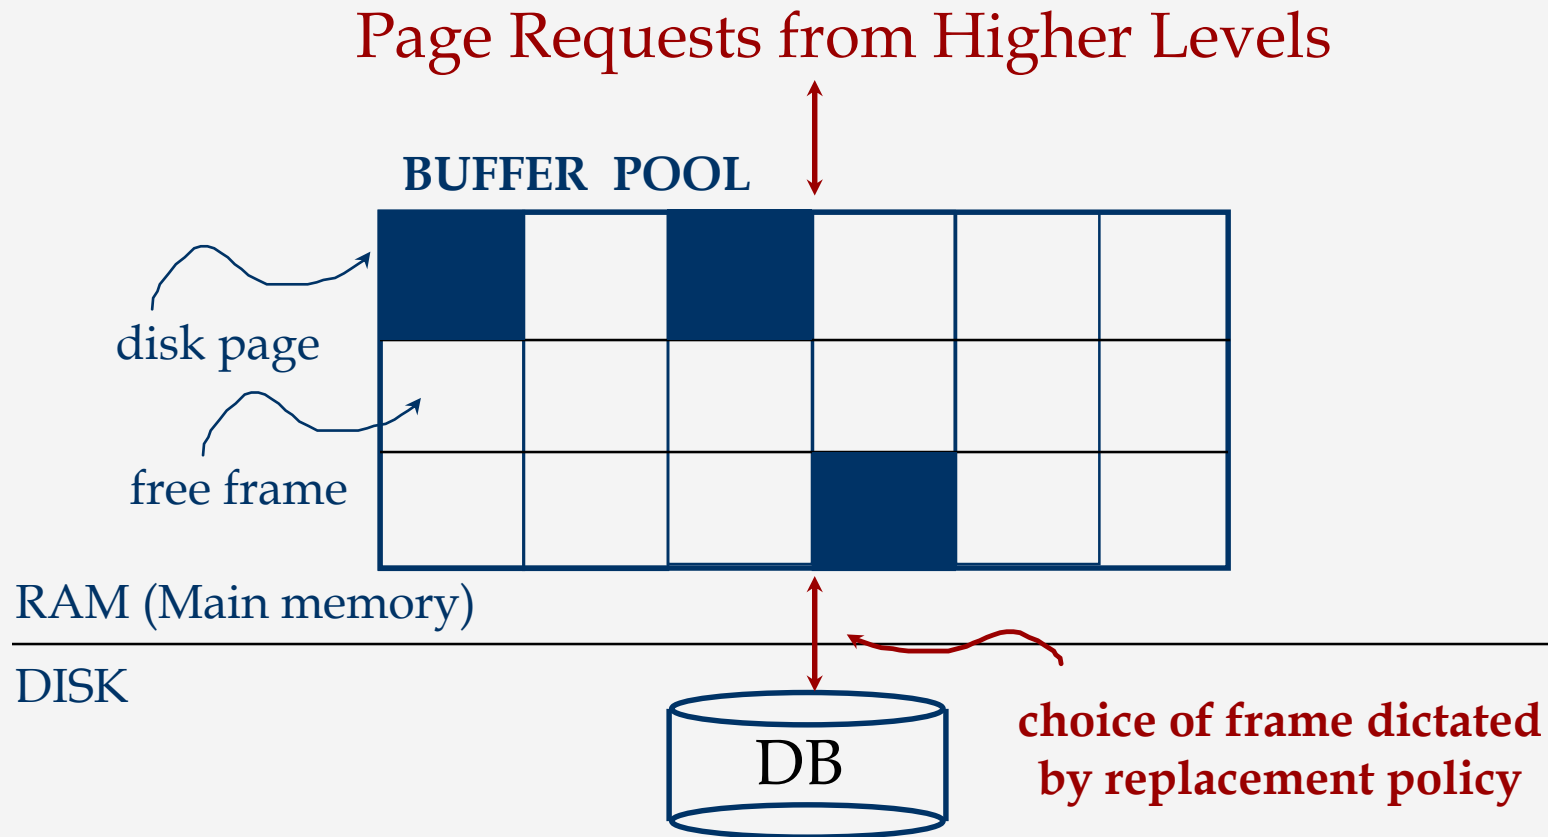 Page Requests from Higher Levels
BUFFER POOL
disk page
free frame
RAM (Main memory)
DISK
DB
choice of frame dictated
by replacement policy